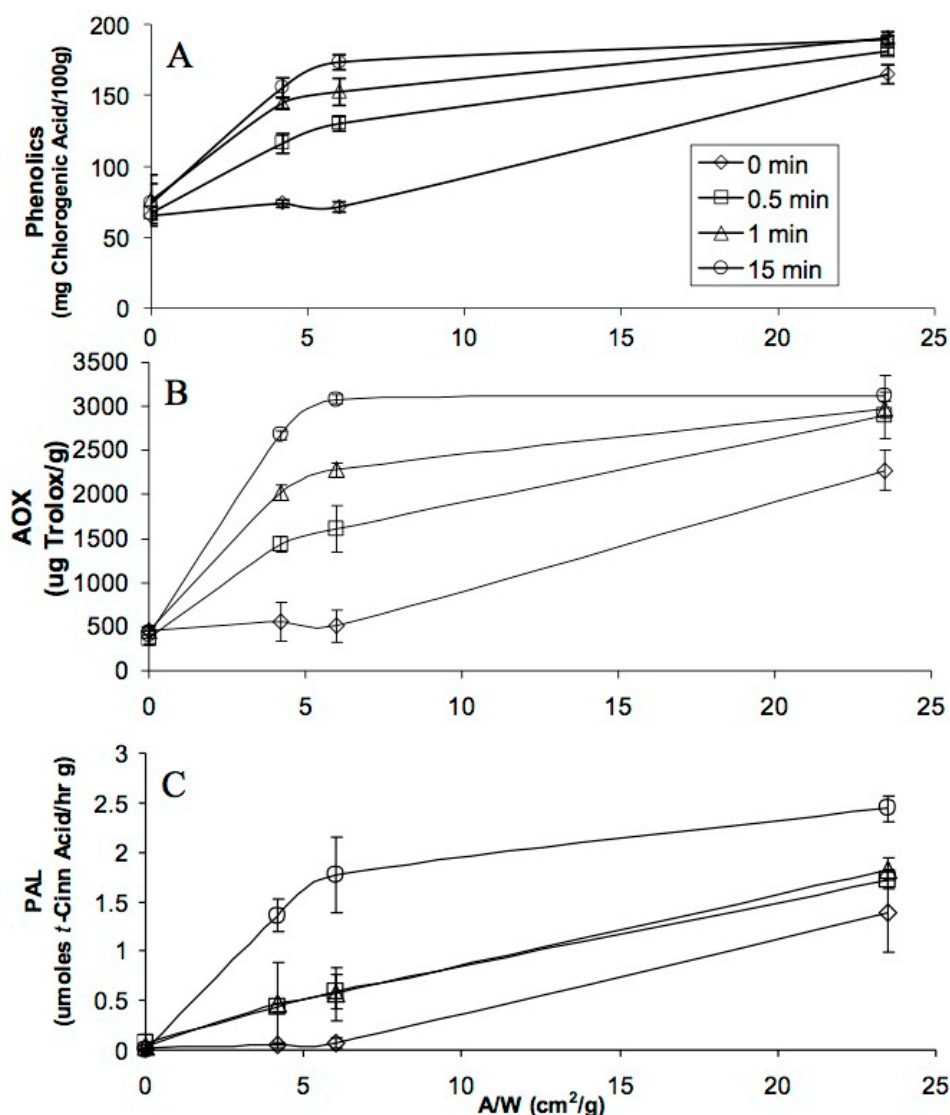 A
Phenolics
(mg Chlorogenic Acid/100g)
200
150
100
50
0
0 5 10 15 20 25
0 min
0.5 min
1 min
15 min
B
AOX
(ug Trolox/g)
3500
3000
2500
2000
1500
1000
500
0
0 5 10 15 20 25
C
PAL
(umoles t-Cinn Acid/hr g)
3
2.5
2
1.5
1
0.5
0
0 5 10 15 20 25
A/W (cm²/g)